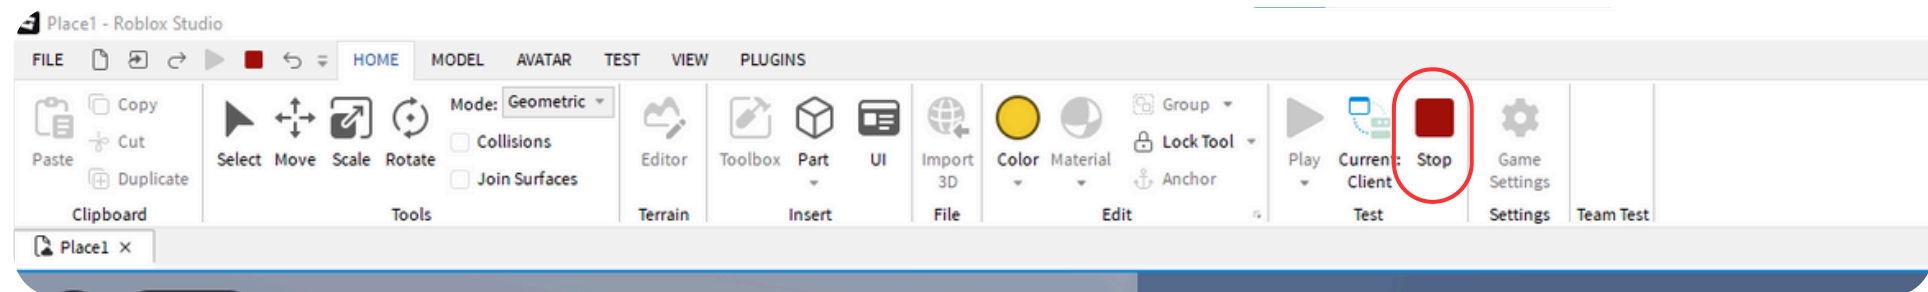 Place1 - Roblox Studio
FILE HOME MODEL AVATAR TEST VIEW PLUGINS
Paste
Copy
Cut
Duplicate
Clipboard
Select Move Scale Rotate
Mode: Geometric
Collisions
Join Surfaces
Tools
Editor
Terrain
Toolbox Part UI
Insert
Import
3D
File
Color Material
Group
Lock Tool
Anchor
Edit
Play
Current:
Client
Stop
Test
Game
Settings
Settings
Team Test
Place1